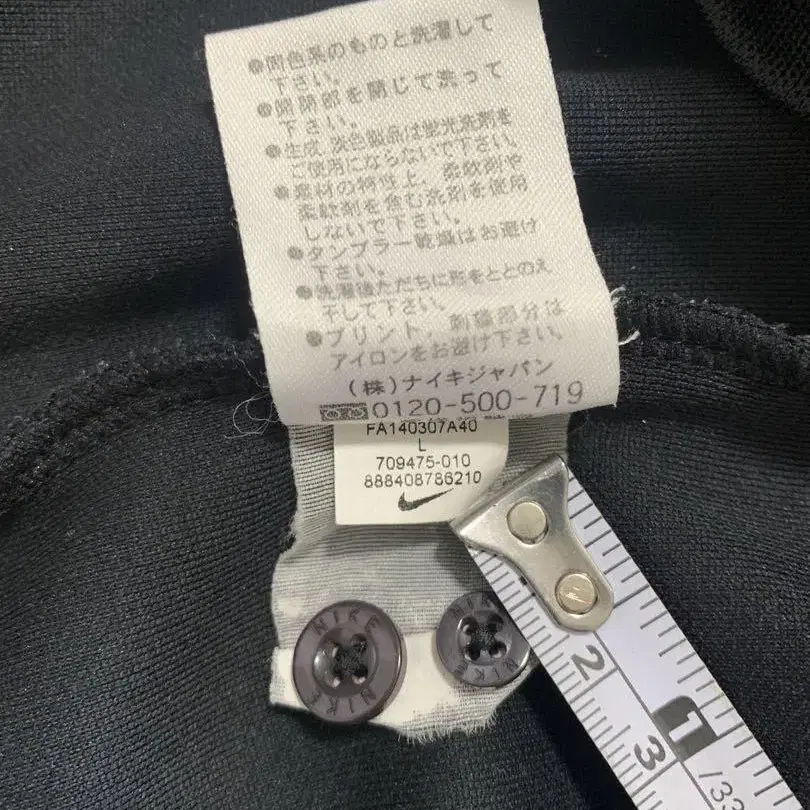 ●同色系のものと洗濯して
下さい。
●開閉部を閉じて洗って
下さい。
●生成、淡色製品は蛍光洗剤を
ご使用にならないで下さい。
●素材の特性上、柔軟剤や
柔軟剤を含む洗剤を使用
しないで下さい。
●タンブラー乾燥はお避け
下さい。
●洗濯後ただちに形をととのえ
干して下さい。
●プリント、刺繍部分は
アイロンをお避け下さい。
(株)ナイキジャパン
0120-500-719
FA140307A40
L
709475-010
888408786210
NIKE
NIKE
NIKE
NIKE
2
3
1
/33